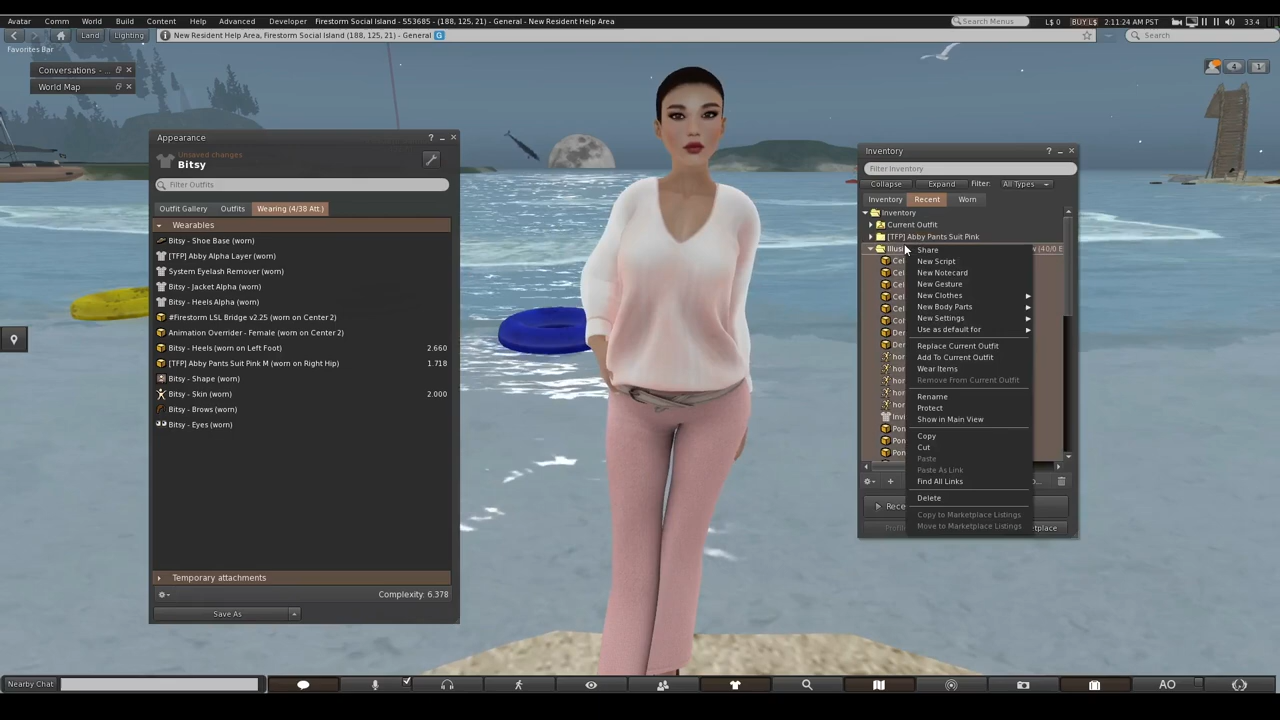 Avatar Comm World Build Content Help Advanced Developer Firestorm Social Island - 553685 - (188, 125, 21) - General - New Resident Help Area Search Menus L$ 0 BUY L$ 2:11:24 AM PST 33.4
Land Lighting New Resident Help Area, Firestorm Social Island (188, 125, 21) - General G Search
Favorites Bar
Conversations - ...
World Map
4 1
Appearance ?
Unsaved changes
Bitsy
Filter Outfits
Outfit Gallery Outfits Wearing (4/38 Att.)
Wearables
Bitsy - Shoe Base (worn)
[TFP] Abby Alpha Layer (worn)
System Eyelash Remover (worn)
Bitsy - Jacket Alpha (worn)
Bitsy - Heels Alpha (worn)
#Firestorm LSL Bridge v2.25 (worn on Center 2)
Animation Overrider - Female (worn on Center 2)
Bitsy - Heels (worn on Left Foot) 2.660
[TFP] Abby Pants Suit Pink M (worn on Right Hip) 1.718
Bitsy - Shape (worn)
Bitsy - Skin (worn) 2.000
Bitsy - Brows (worn)
Bitsy - Eyes (worn)
Temporary attachments
Complexity: 6.378
Save As
Inventory ?
Filter Inventory
Collapse Expand Filter: All Types
Inventory Recent Worn
Inventory
Current Outfit
[TFP] Abby Pants Suit Pink
Share
New Script
New Notecard
New Gesture
New Clothes
New Body Parts
New Settings
Use as default for
Replace Current Outfit
Add To Current Outfit
Wear Items
Remove From Current Outfit
Rename
Protect
Show in Main View
Copy
Cut
Paste
Paste As Link
Find All Links
Delete
Copy to Marketplace Listings
Move to Marketplace Listings
Nearby Chat AO